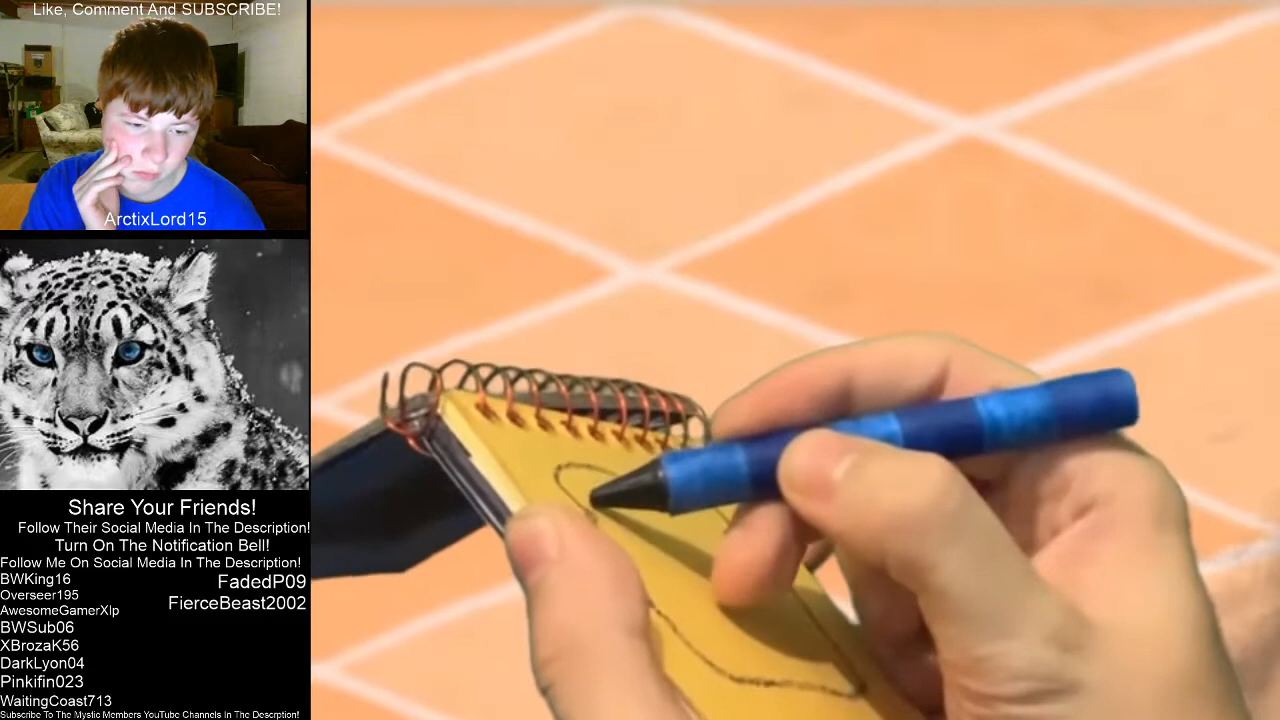 Like, Comment And SUBSCRIBE!
ArctixLord15
Share Your Friends!
Follow Their Social Media In The Description!
Turn On The Notification Bell!
Follow Me On Social Media In The Description!
BWKing16
FadedP09
Overseer195
FierceBeast2002
AwesomeGamerXlp
BWSub06
XBrozaK56
DarkLyon04
Pinkifin023
WaitingCoast713
Subscribe To The Mystic Members YouTube Channels In The Descrption!